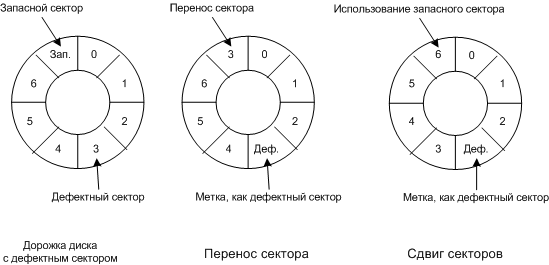 Запасной сектор
Зап.
0
1
2
3
4
5
6
Дефектный сектор
Дорожка диска
с дефектным сектором
Перенос сектора
3
0
1
2
Деф.
4
5
6
Метка, как дефектный сектор
Перенос сектора
Использование запасного сектора
6
0
1
2
Деф.
3
4
5
Метка, как дефектный сектор
Сдвиг секторов